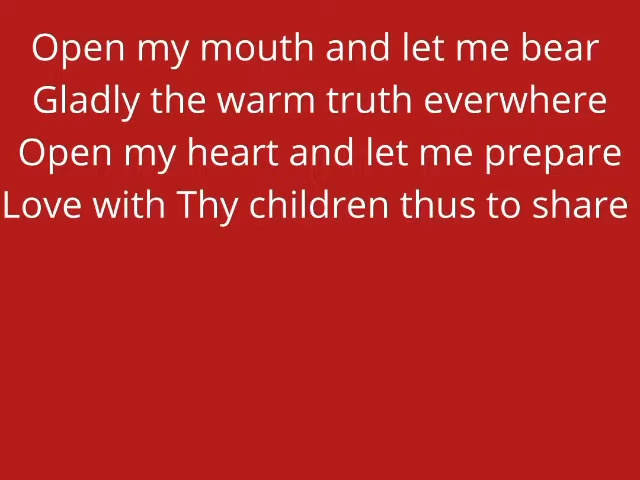 Open my mouth and let me bear
Gladly the warm truth everwhere
Open my heart and let me prepare
Love with Thy children thus to share